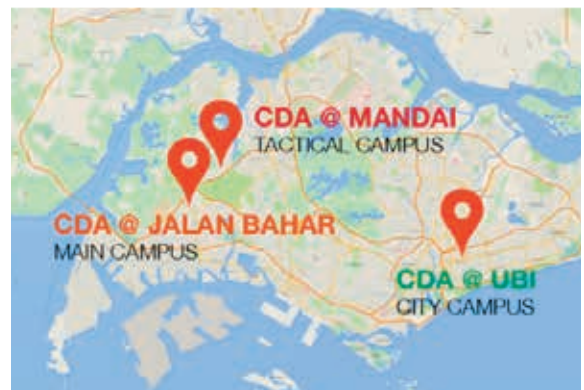 CDA @ MANDAI
TACTICAL CAMPUS
CDA @ JALAN BAHAR
MAIN CAMPUS
CDA @ UBI
CITY CAMPUS